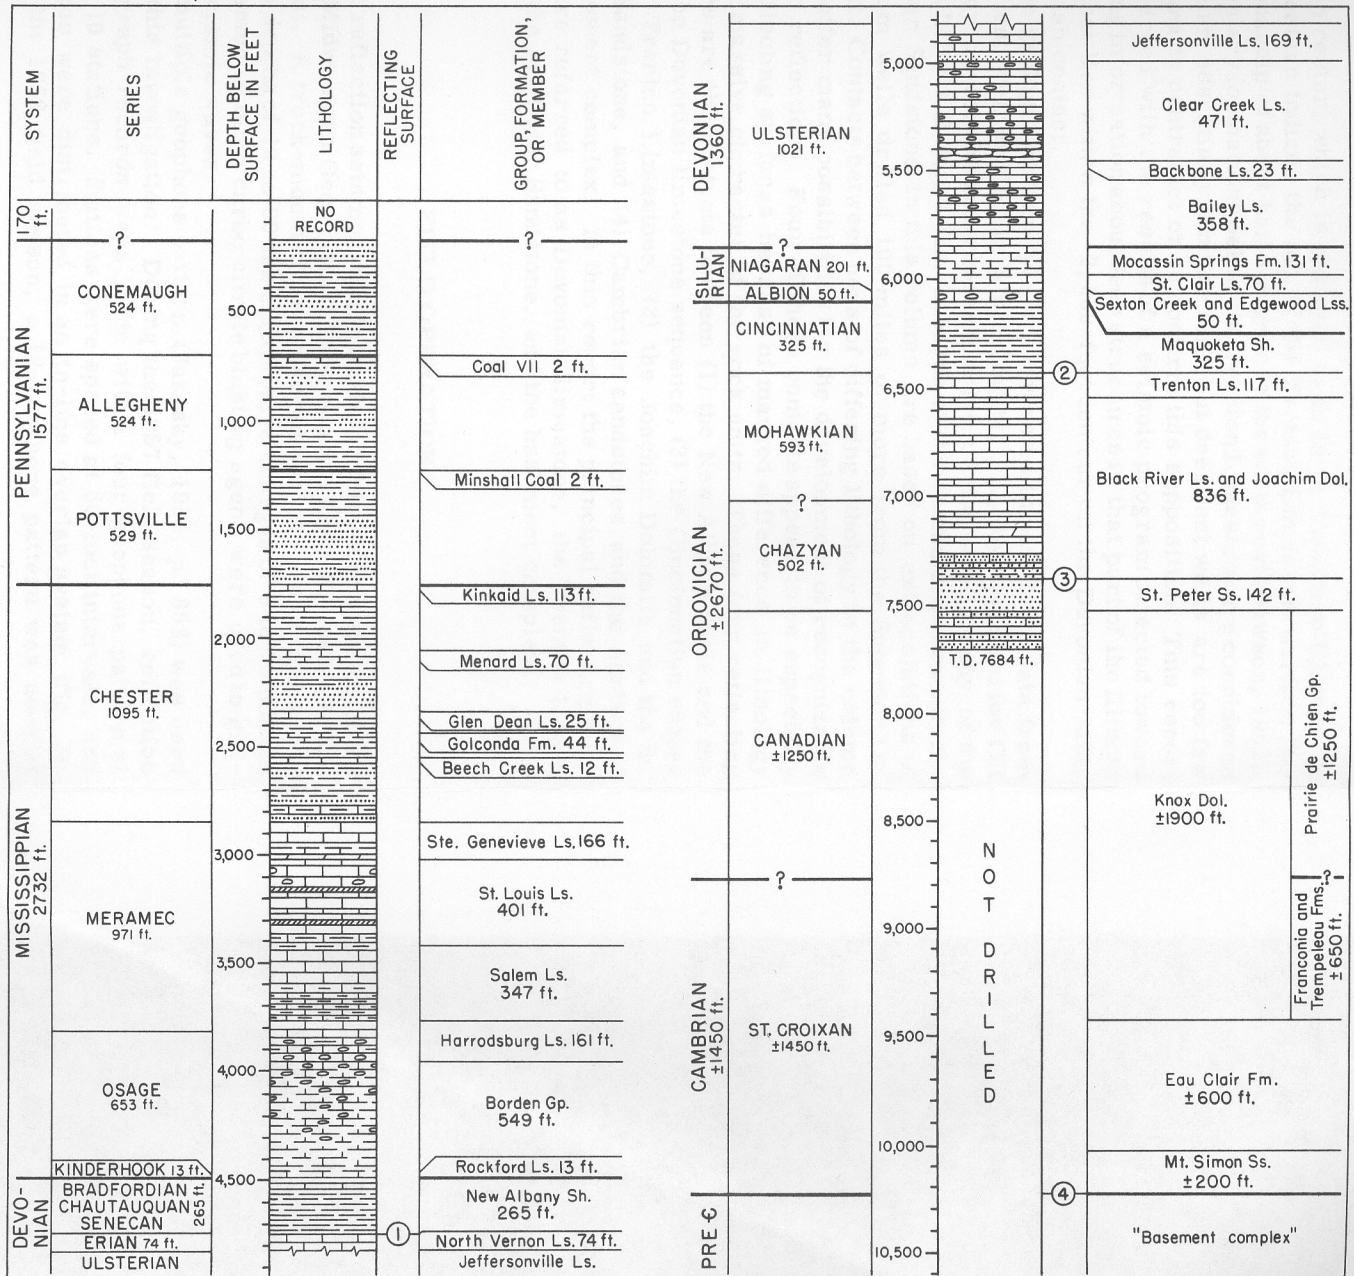 SYSTEM
SERIES
DEPTH BELOW
SURFACE IN FEET
LITHOLOGY
REFLECTING
SURFACE
GROUP, FORMATION,
OR MEMBER
170
ft.
NO
RECORD
?
?
PENNSYLVANIAN
1577 ft.
CONEMAUGH
524 ft.
ALLEGHENY
524 ft.
POTTSVILLE
529 ft.
MISSISSIPPIAN
2732 ft.
CHESTER
1095 ft.
MERAMEC
971 ft.
OSAGE
653 ft.
KINDERHOOK 13 ft.
DEVO-
NIAN
BRADFORDIAN
CHAUTAUQUAN
SENECAN
265 ft.
ERIAN 74 ft.
ULSTERIAN
500
1,000
1,500
2,000
2,500
3,000
3,500
4,000
4,500
1
Coal VII 2 ft.
Minshall Coal 2 ft.
Kinkaid Ls. 113 ft.
Menard Ls. 70 ft.
Glen Dean Ls. 25 ft.
Golconda Fm. 44 ft.
Beech Creek Ls. 12 ft.
Ste. Genevieve Ls. 166 ft.
St. Louis Ls.
401 ft.
Salem Ls.
347 ft.
Harrodsburg Ls. 161 ft.
Borden Gp.
549 ft.
Rockford Ls. 13 ft.
New Albany Sh.
265 ft.
North Vernon Ls. 74 ft.
Jeffersonville Ls.
DEVONIAN
1360 ft.
ULSTERIAN
1021 ft.
?
SILU-
RIAN
NIAGARAN 201 ft.
ALBION 50 ft.
ORDOVICIAN
±2670 ft.
CINCINNATIAN
325 ft.
MOHAWKIAN
593 ft.
?
CHAZYAN
502 ft.
CANADIAN
±1250 ft.
?
CAMBRIAN
±1450 ft.
ST. CROIXAN
±1450 ft.
PRE Ꞓ
5,000
5,500
6,000
6,500
7,000
7,500
8,000
8,500
9,000
9,500
10,000
10,500
T.D. 7684 ft.
NOT DRILLED
2
3
4
Jeffersonville Ls. 169 ft.
Clear Creek Ls.
471 ft.
Backbone Ls. 23 ft.
Bailey Ls.
358 ft.
Mocassin Springs Fm. 131 ft.
St. Clair Ls. 70 ft.
Sexton Creek and Edgewood Lss.
50 ft.
Maquoketa Sh.
325 ft.
Trenton Ls. 117 ft.
Black River Ls. and Joachim Dol.
836 ft.
St. Peter Ss. 142 ft.
Knox Dol.
±1900 ft.
Prairie de Chien Gp.
±1250 ft.
?
Franconia and
Trempeleau Fms.
±650 ft.
Eau Clair Fm.
±600 ft.
Mt. Simon Ss.
±200 ft.
"Basement complex"